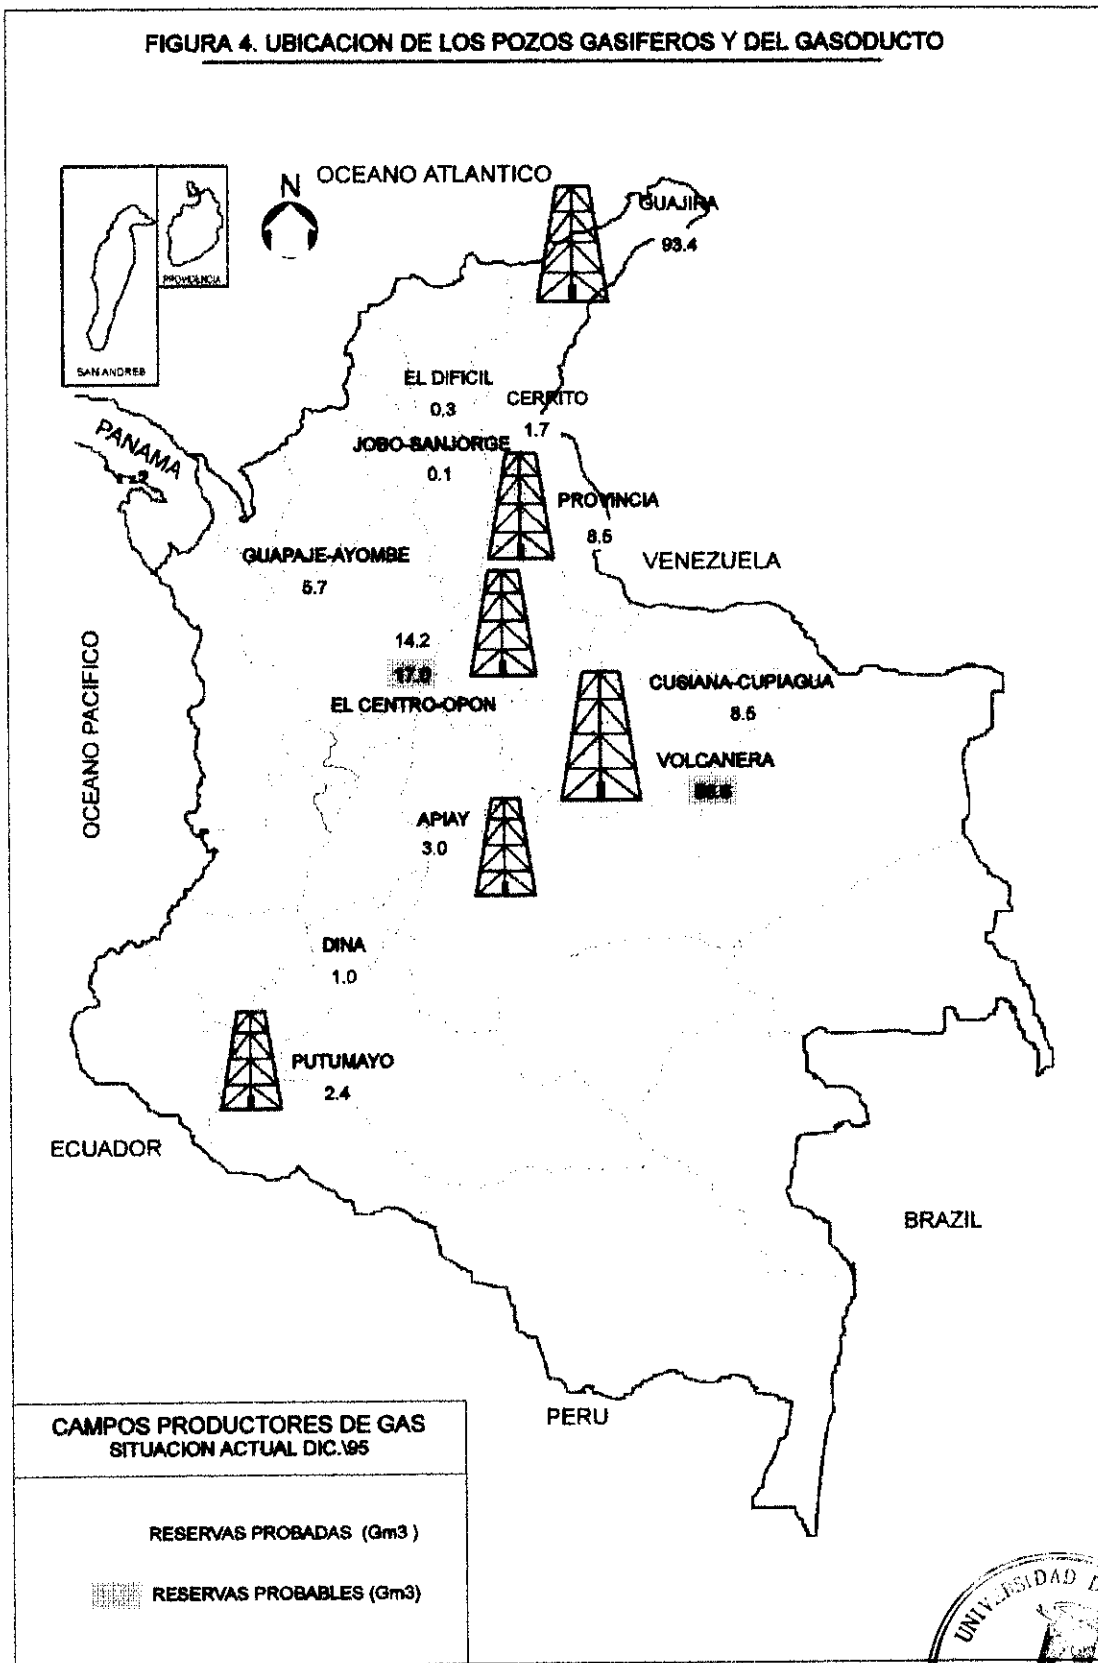 FIGURA 4. UBICACION DE LOS POZOS GASIFEROS Y DEL GASODUCTO
OCEANO ATLANTICO
N
GUAJIRA
93.4
PROVIDENCIA
SAN ANDRES
EL DIFICIL
0.3
CERRITO
1.7
PANAMA
JOBO-SANJORGE
0.1
PROVINCIA
8.5
GUAPAJE-AYOMBE
5.7
VENEZUELA
OCEANO PACIFICO
14.2
17.0
EL CENTRO-OPON
CUSIANA-CUPIAGUA
8.5
VOLCANERA
APIAY
3.0
DINA
1.0
PUTUMAYO
2.4
ECUADOR
BRAZIL
PERU
CAMPOS PRODUCTORES DE GAS
SITUACION ACTUAL DIC.\95
RESERVAS PROBADAS (Gm3 )
RESERVAS PROBABLES (Gm3)
UNIVERSIDAD